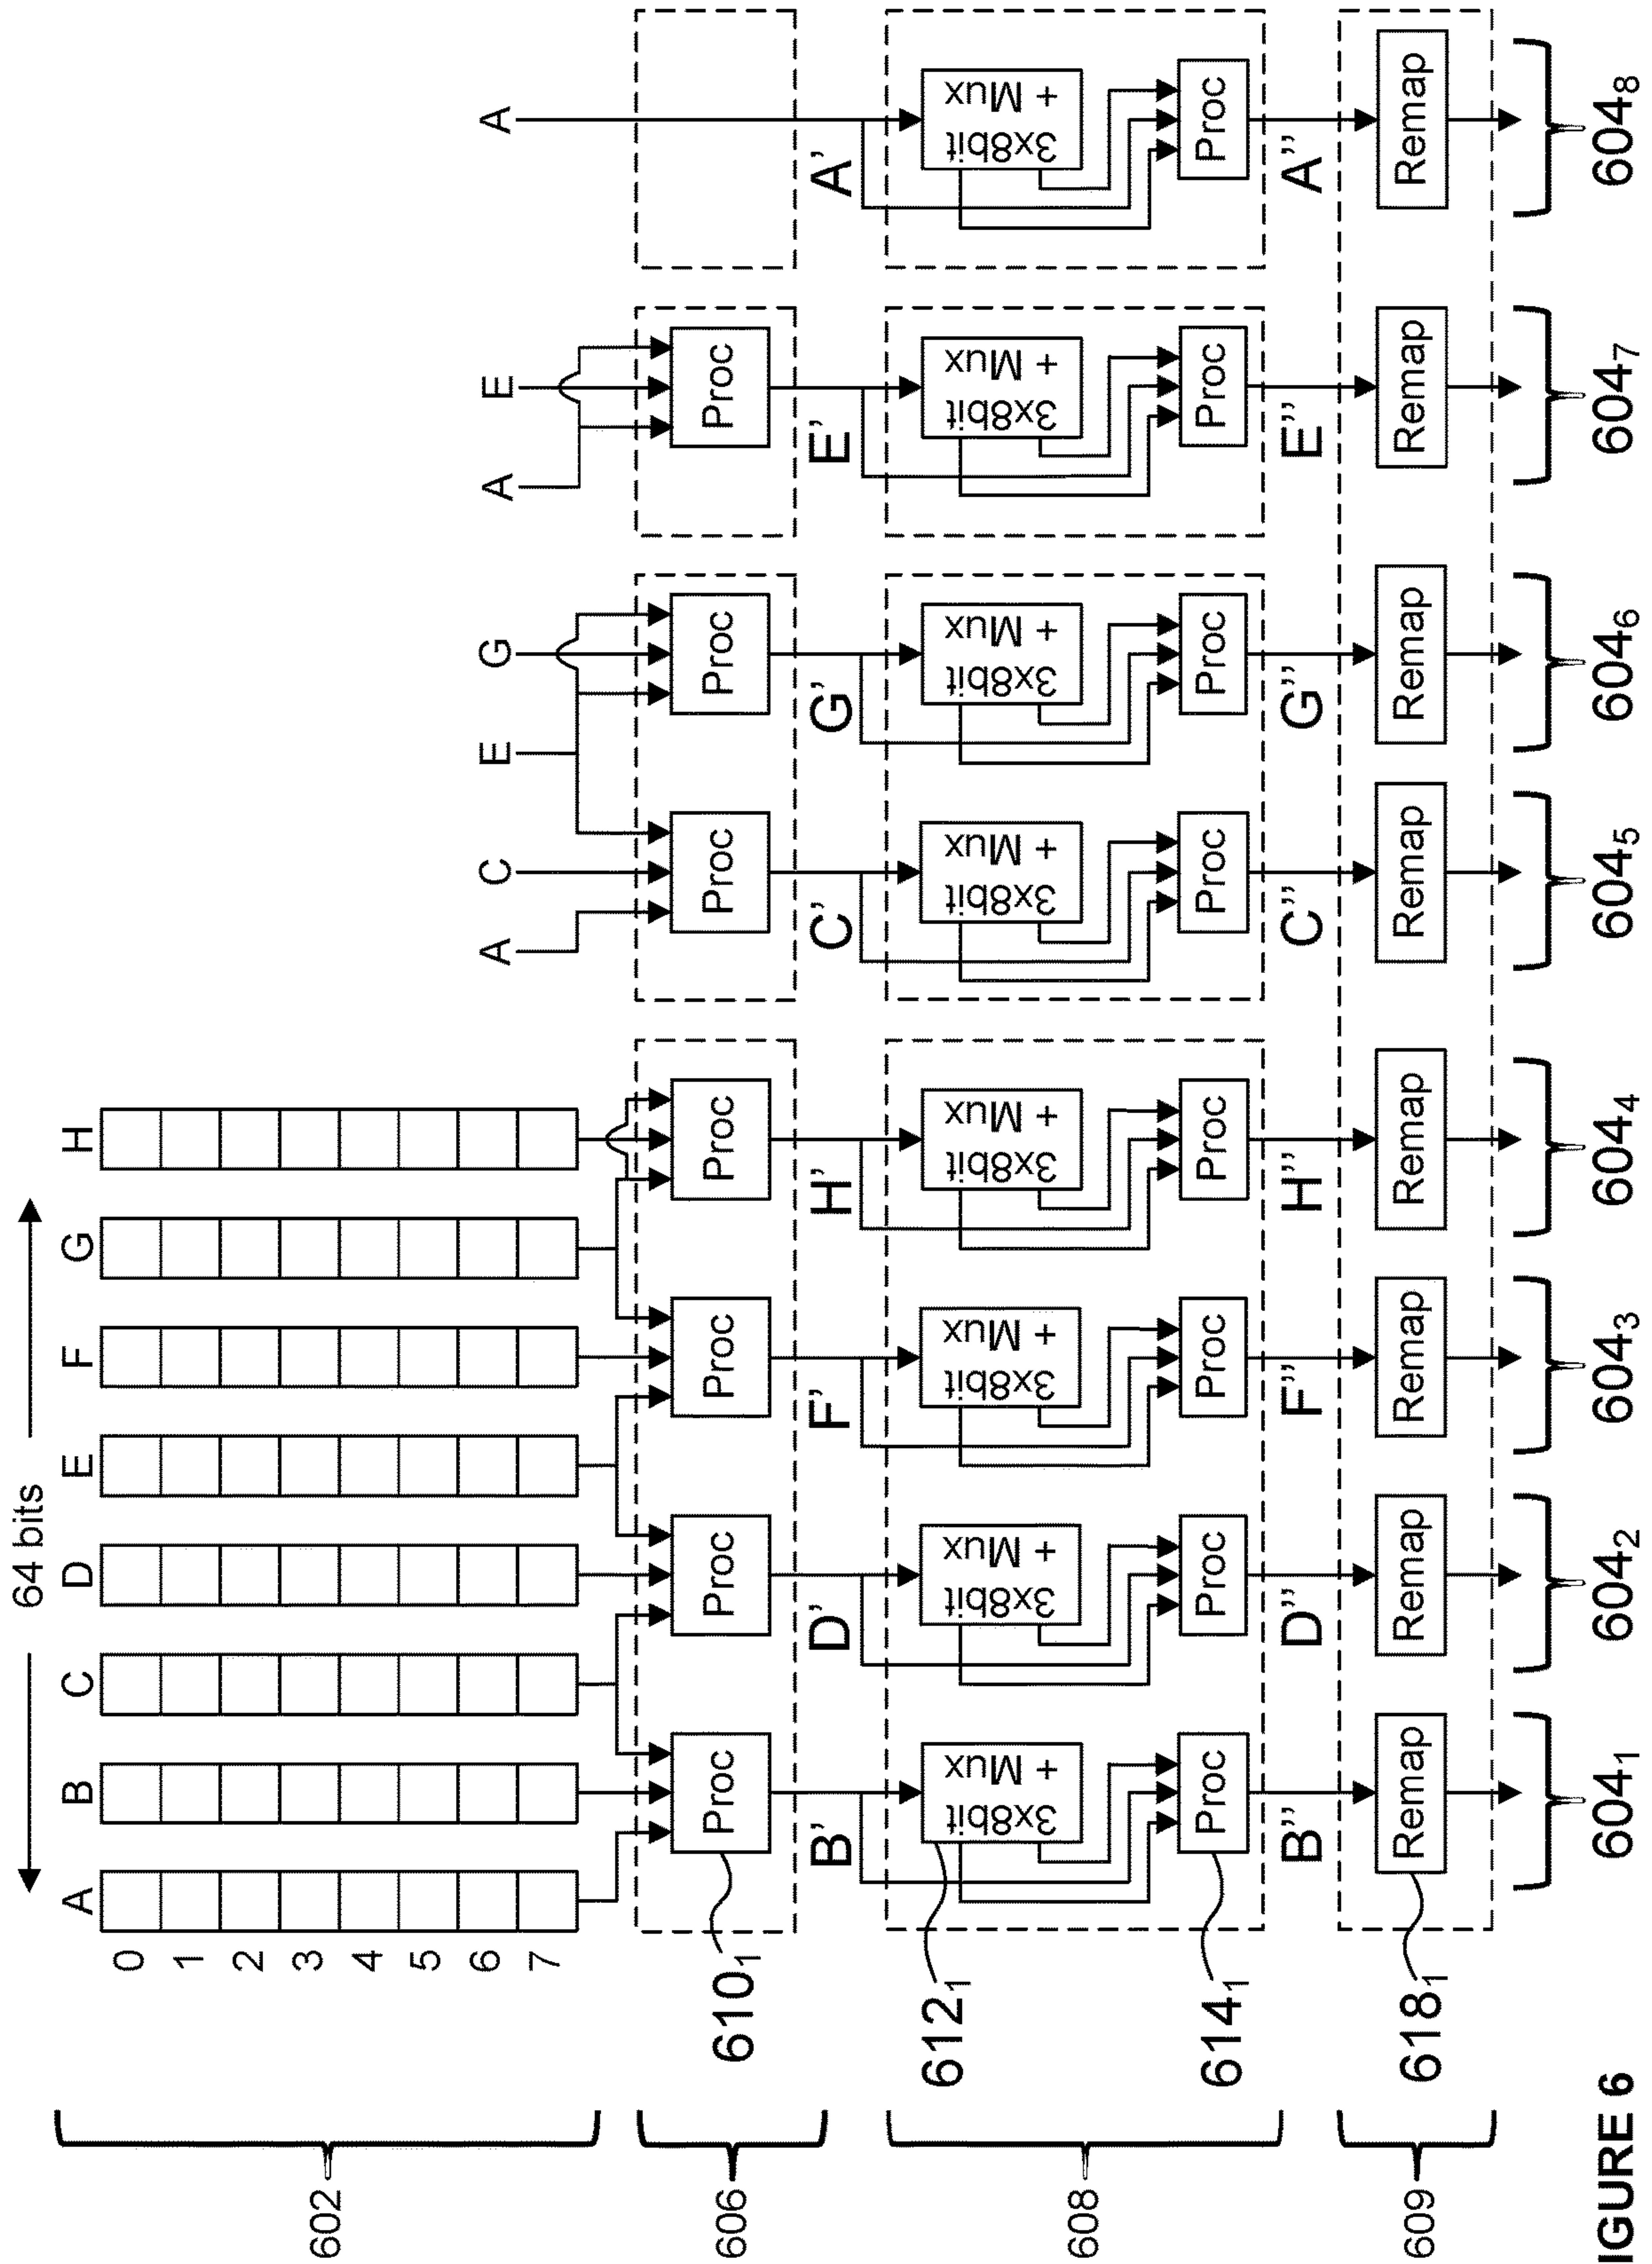 64 bits
A B C D E F G H
0
1
2
3
4
5
6
7
A C E G A E A
Proc Proc Proc Proc Proc Proc Proc
B' D' F' H' C' G' E' A'
3x8bit + Mux 3x8bit + Mux 3x8bit + Mux 3x8bit + Mux 3x8bit + Mux 3x8bit + Mux 3x8bit + Mux 3x8bit + Mux
Proc Proc Proc Proc Proc Proc Proc Proc
B'' D'' F'' H'' C'' G'' E'' A''
Remap Remap Remap Remap Remap Remap Remap Remap
604₁ 604₂ 604₃ 604₄ 604₅ 604₆ 604₇ 604₈
610₁
612₁
614₁
618₁
602
606
608
609
IGURE 6